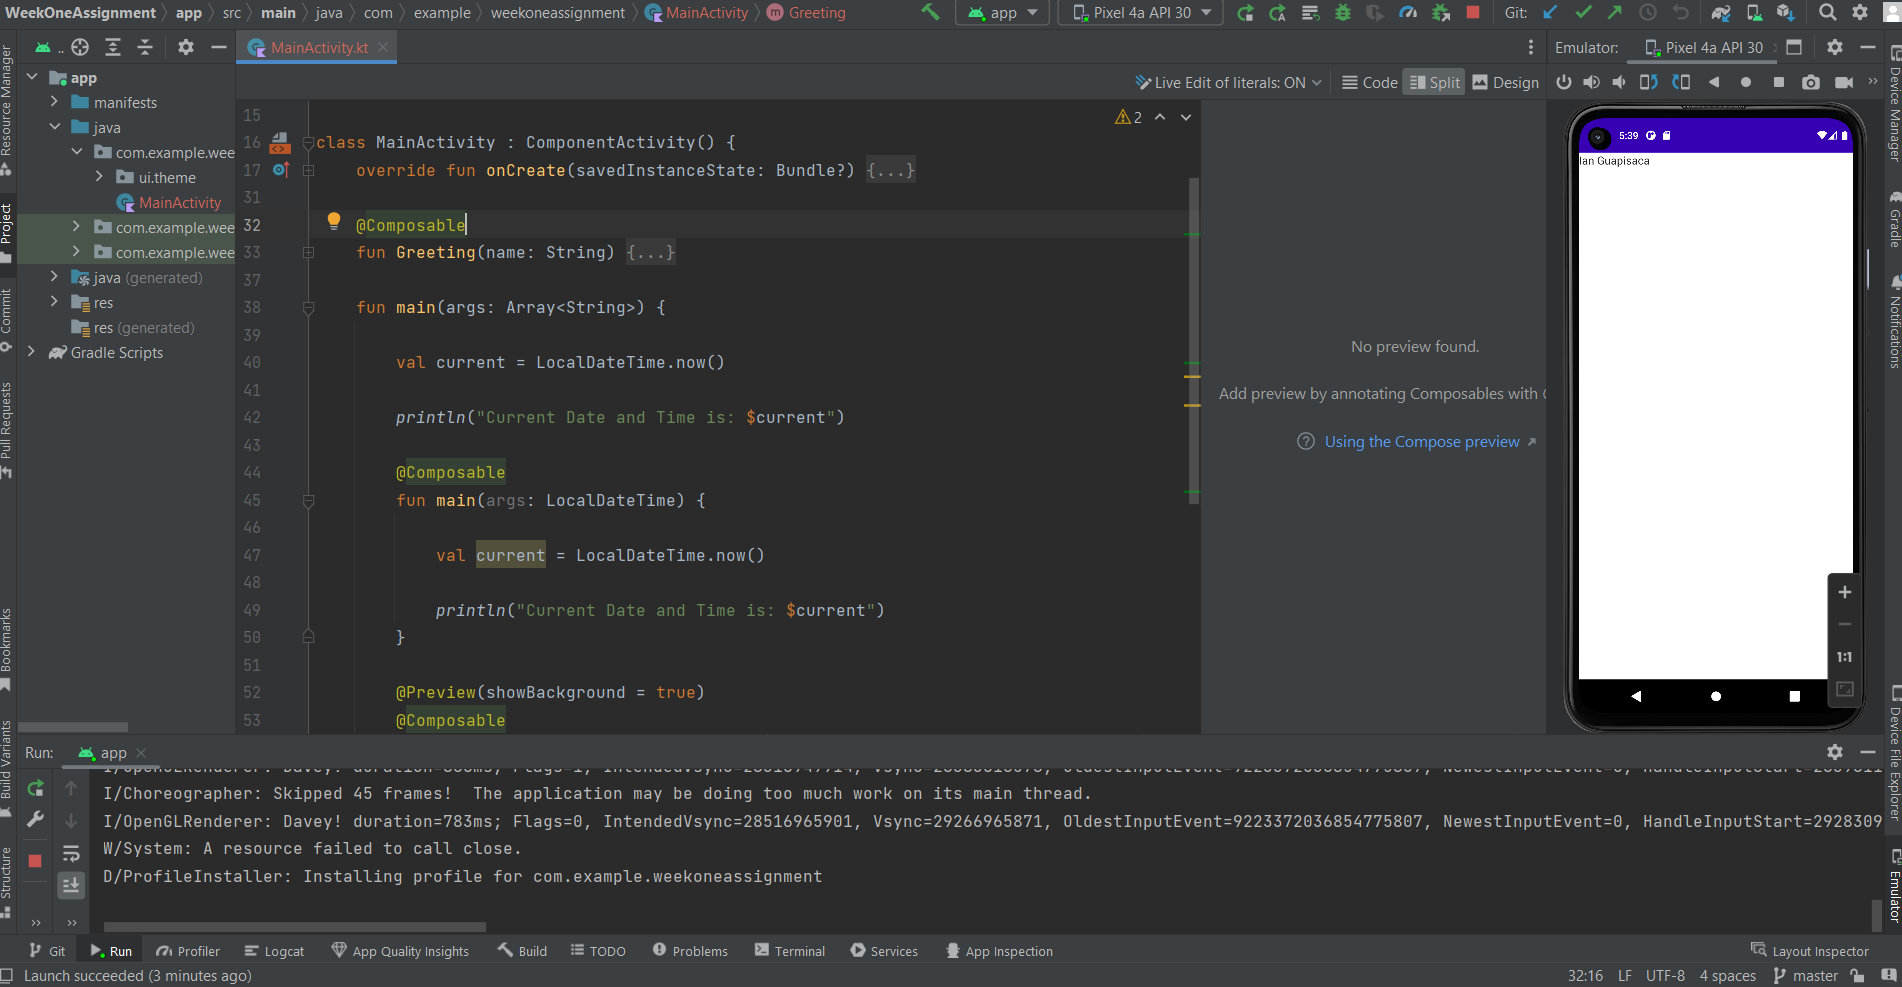 WeekOneAssignment app src main java com example weekoneassignment MainActivity Greeting
app Pixel 4a API 30 Git:
..
MainActivity.kt
Emulator: Pixel 4a API 30
Live Edit of literals: ON Code Split Design
app
manifests
java
com.example.wee
ui.theme
MainActivity
com.example.wee
com.example.wee
java (generated)
res
res (generated)
Gradle Scripts
2
15
16 class MainActivity : ComponentActivity() {
17 override fun onCreate(savedInstanceState: Bundle?) {...}
31
32 @Composable
33 fun Greeting(name: String) {...}
37
38 fun main(args: Array<String>) {
39
40 val current = LocalDateTime.now()
41
42 println("Current Date and Time is: $current")
43
44 @Composable
45 fun main(args: LocalDateTime) {
46
47 val current = LocalDateTime.now()
48
49 println("Current Date and Time is: $current")
50 }
51
52 @Preview(showBackground = true)
53 @Composable
No preview found.
Add preview by annotating Composables with
Using the Compose preview
5:39
Ian Guapisaca
1:1
Resource Manager
Project
Commit
Pull Requests
Bookmarks
Build Variants
Structure
Device Manager
Gradle
Notifications
Device File Explorer
Emulator
Run: app
I/OpenGLRenderer: Davey!
I/Choreographer: Skipped 45 frames! The application may be doing too much work on its main thread.
I/OpenGLRenderer: Davey! duration=783ms; Flags=0, IntendedVsync=28516965901, Vsync=29266965871, OldestInputEvent=9223372036854775807, NewestInputEvent=0, HandleInputStart=2928309
W/System: A resource failed to call close.
D/ProfileInstaller: Installing profile for com.example.weekoneassignment
Git Run Profiler Logcat App Quality Insights Build TODO Problems Terminal Services App Inspection Layout Inspector
Launch succeeded (3 minutes ago) 32:16 LF UTF-8 4 spaces master